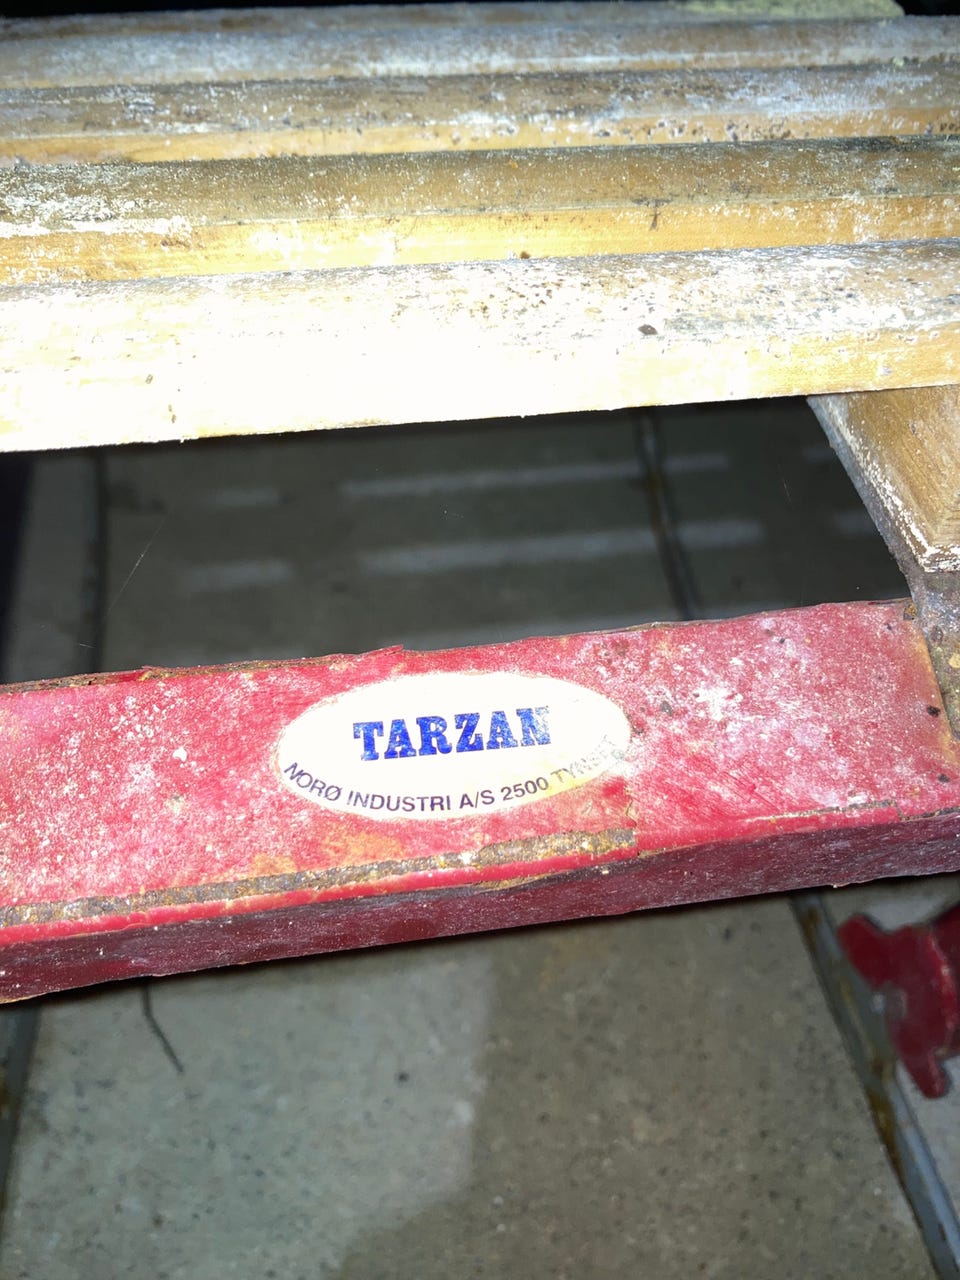 TARZAN
NORØ INDUSTRI A/S 2500 TYNSET